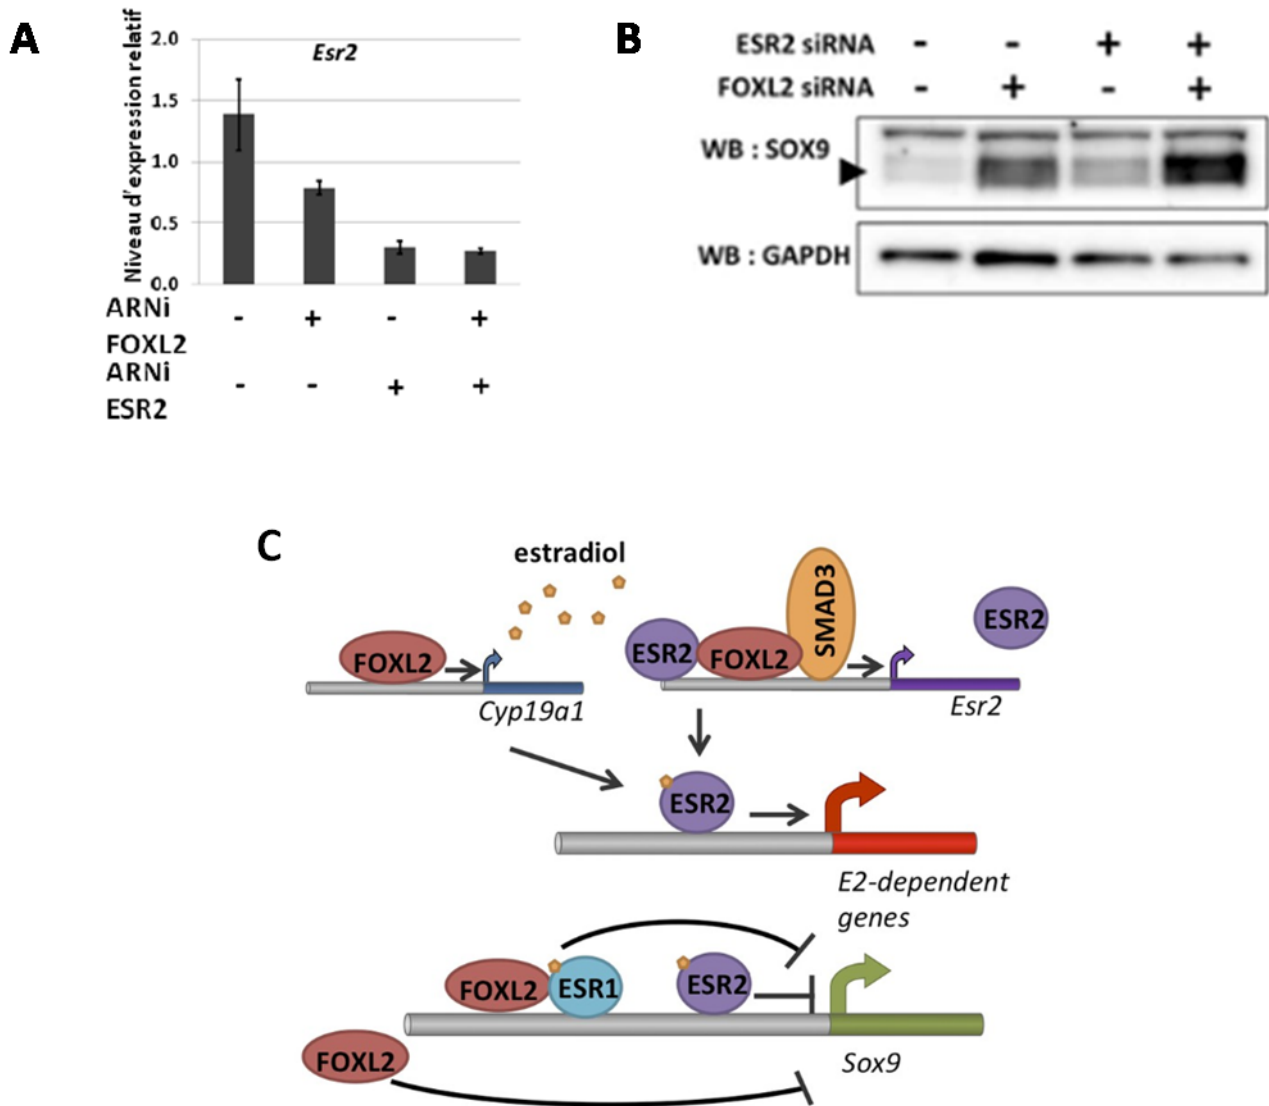 A
Esr2
Niveau d'expression relatif
2.0
1.5
1.0
0.5
0.0
ARNi - + - +
FOXL2
ARNi - - + +
ESR2
B
ESR2 siRNA - - + +
FOXL2 siRNA - + - +
WB : SOX9
WB : GAPDH
C
estradiol
SMAD3
ESR2
FOXL2
ESR2
FOXL2
Cyp19a1
Esr2
ESR2
E2-dependent
genes
FOXL2
ESR1
ESR2
FOXL2
Sox9